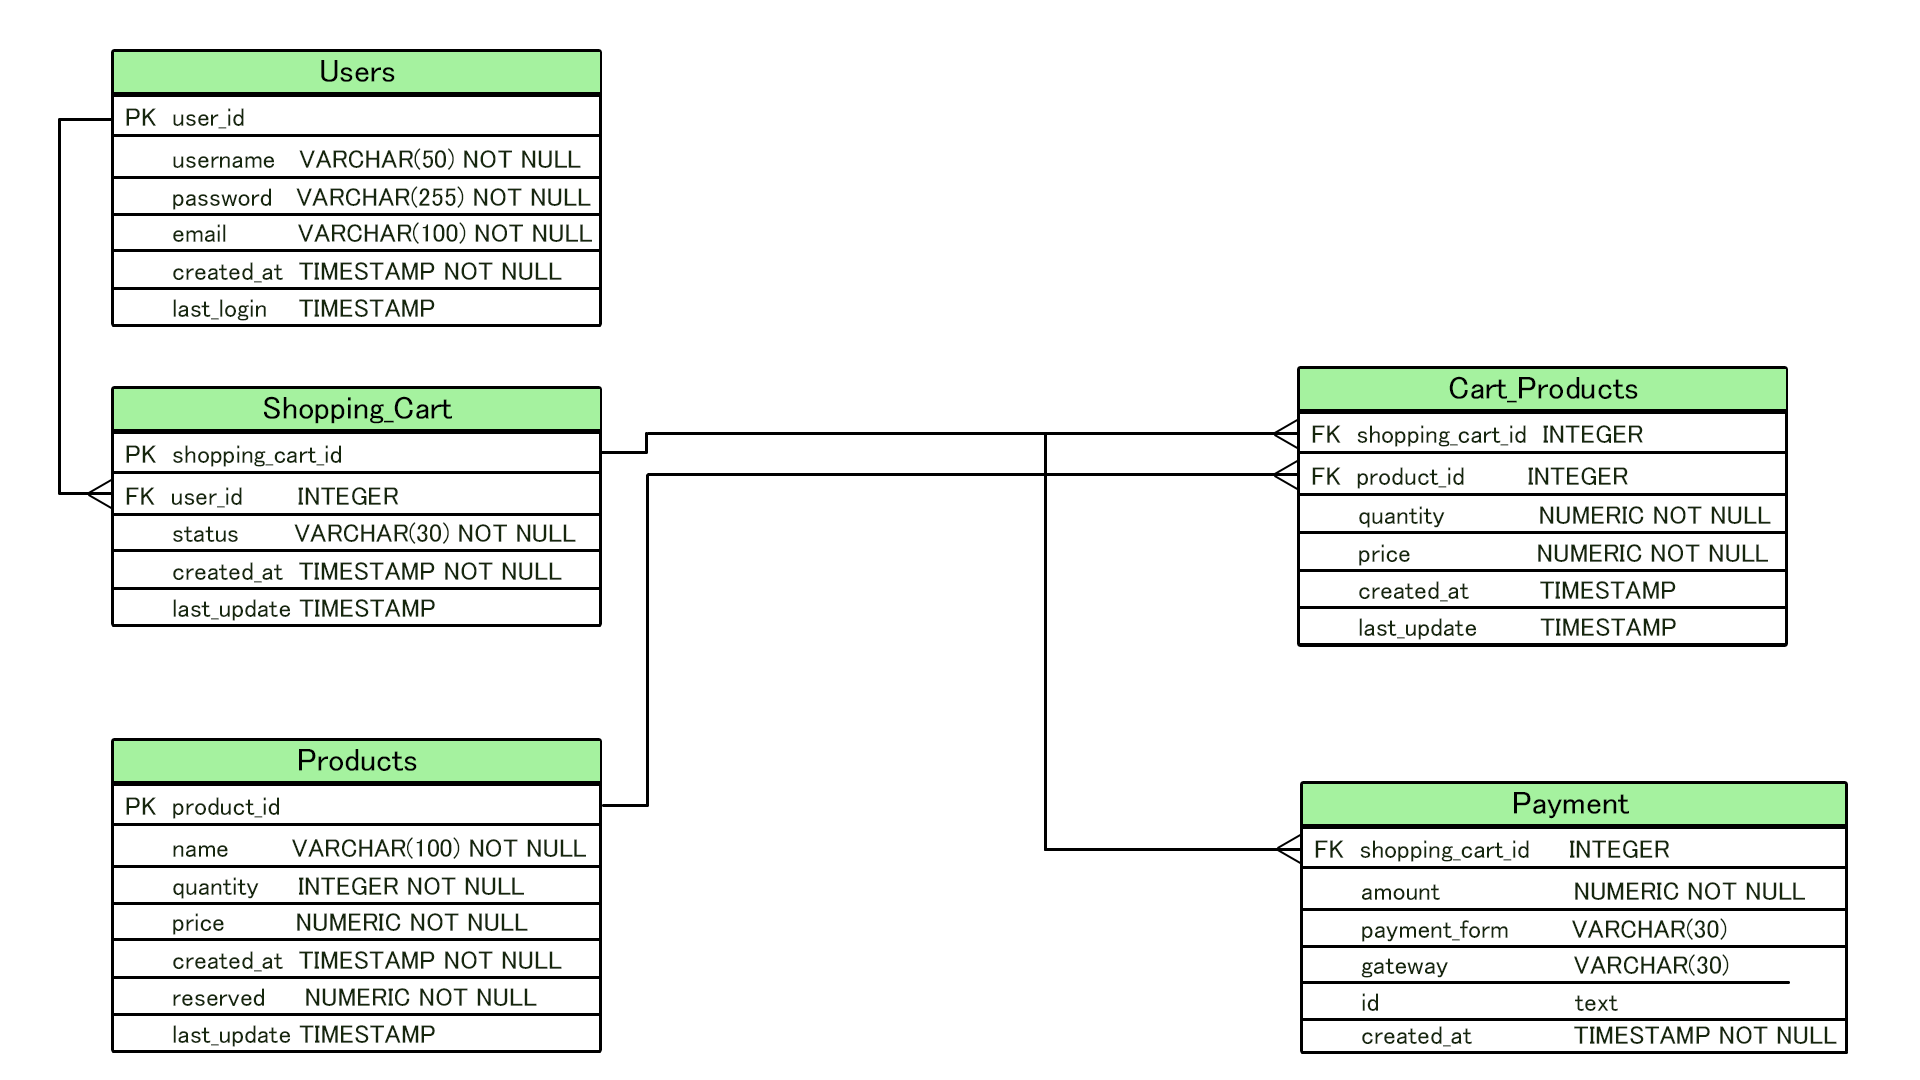 Users
PK user_id
username VARCHAR(50) NOT NULL
password VARCHAR(255) NOT NULL
email VARCHAR(100) NOT NULL
created_at TIMESTAMP NOT NULL
last_login TIMESTAMP
Shopping_Cart
PK shopping_cart_id
FK user_id INTEGER
status VARCHAR(30) NOT NULL
created_at TIMESTAMP NOT NULL
last_update TIMESTAMP
Products
PK product_id
name VARCHAR(100) NOT NULL
quantity INTEGER NOT NULL
price NUMERIC NOT NULL
created_at TIMESTAMP NOT NULL
reserved NUMERIC NOT NULL
last_update TIMESTAMP
Cart_Products
FK shopping_cart_id INTEGER
FK product_id INTEGER
quantity NUMERIC NOT NULL
price NUMERIC NOT NULL
created_at TIMESTAMP
last_update TIMESTAMP
Payment
FK shopping_cart_id INTEGER
amount NUMERIC NOT NULL
payment_form VARCHAR(30)
gateway VARCHAR(30)
id text
created_at TIMESTAMP NOT NULL